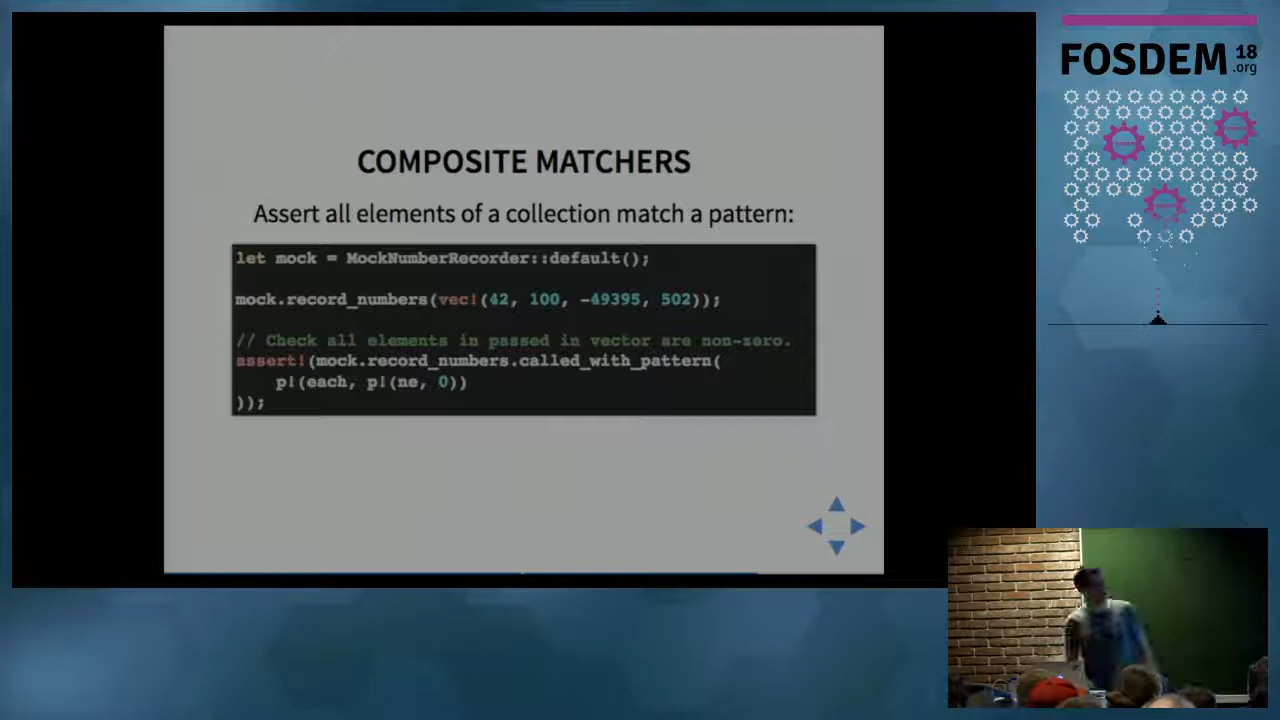 COMPOSITE MATCHERS
Assert all elements of a collection match a pattern:
let mock = MockNumberRecorder::default();
mock.record_numbers(vec!(42, 100, -49395, 502));
// Check all elements in passed in vector are non-zero.
assert!(mock.record_numbers.called_with_pattern(
p!(each, p!(ne, 0))
));
FOSDEM 18
.org